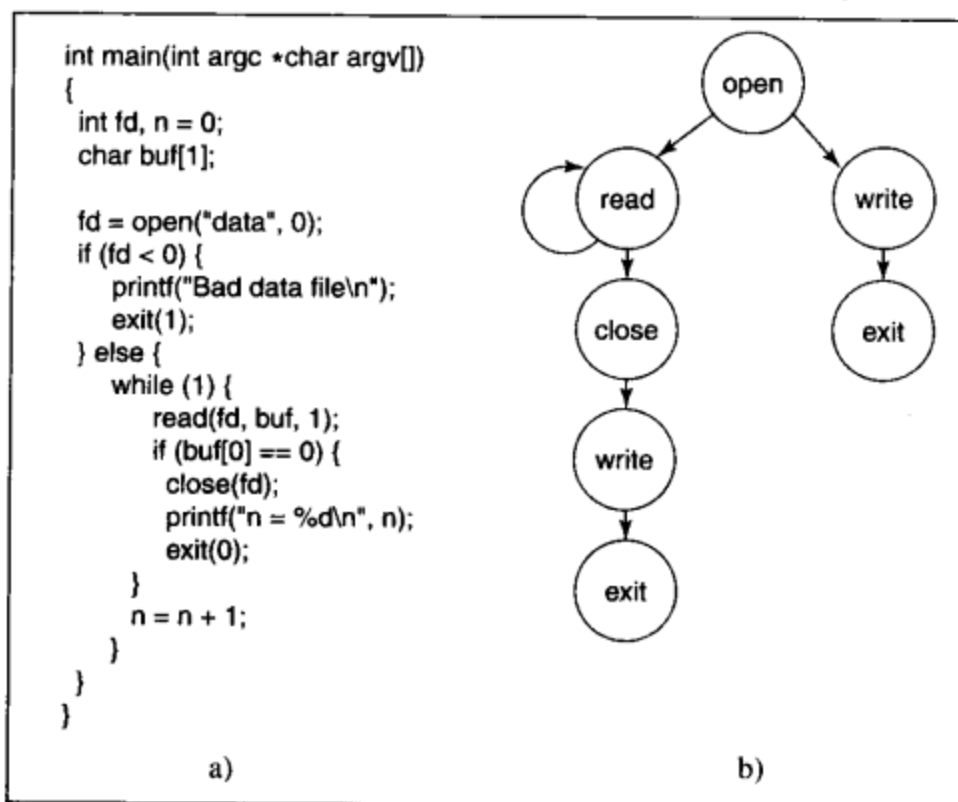 int main(int argc *char argv[])
{
int fd, n = 0;
char buf[1];
fd = open("data", 0);
if (fd < 0) {
printf("Bad data file\n");
exit(1);
} else {
while (1) {
read(fd, buf, 1);
if (buf[0] == 0) {
close(fd);
printf("n = %d\n", n);
exit(0);
}
n = n + 1;
}
}
}
a)
open
read
write
close
exit
write
exit
b)